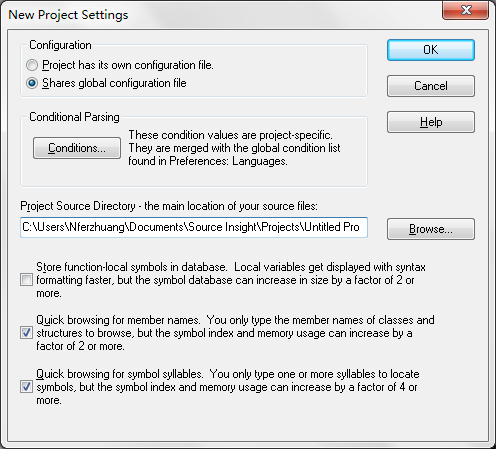 New Project Settings
Configuration
Project has its own configuration file.
Shares global configuration file
OK
Cancel
Help
Conditional Parsing
Conditions...
These condition values are project-specific.
They are merged with the global condition list
found in Preferences: Languages.
Project Source Directory - the main location of your source files:
C:\Users\Nferzhuang\Documents\Source Insight\Projects\Untitled Pro
Browse...
Store function-local symbols in database. Local variables get displayed with syntax
formatting faster, but the symbol database can increase in size by a factor of 2 or
more.
Quick browsing for member names. You only type the member names of classes and
structures to browse, but the symbol index and memory usage can increase by a
factor of 2 or more.
Quick browsing for symbol syllables. You only type one or more syllables to locate
symbols, but the symbol index and memory usage can increase by a factor of 4 or
more.